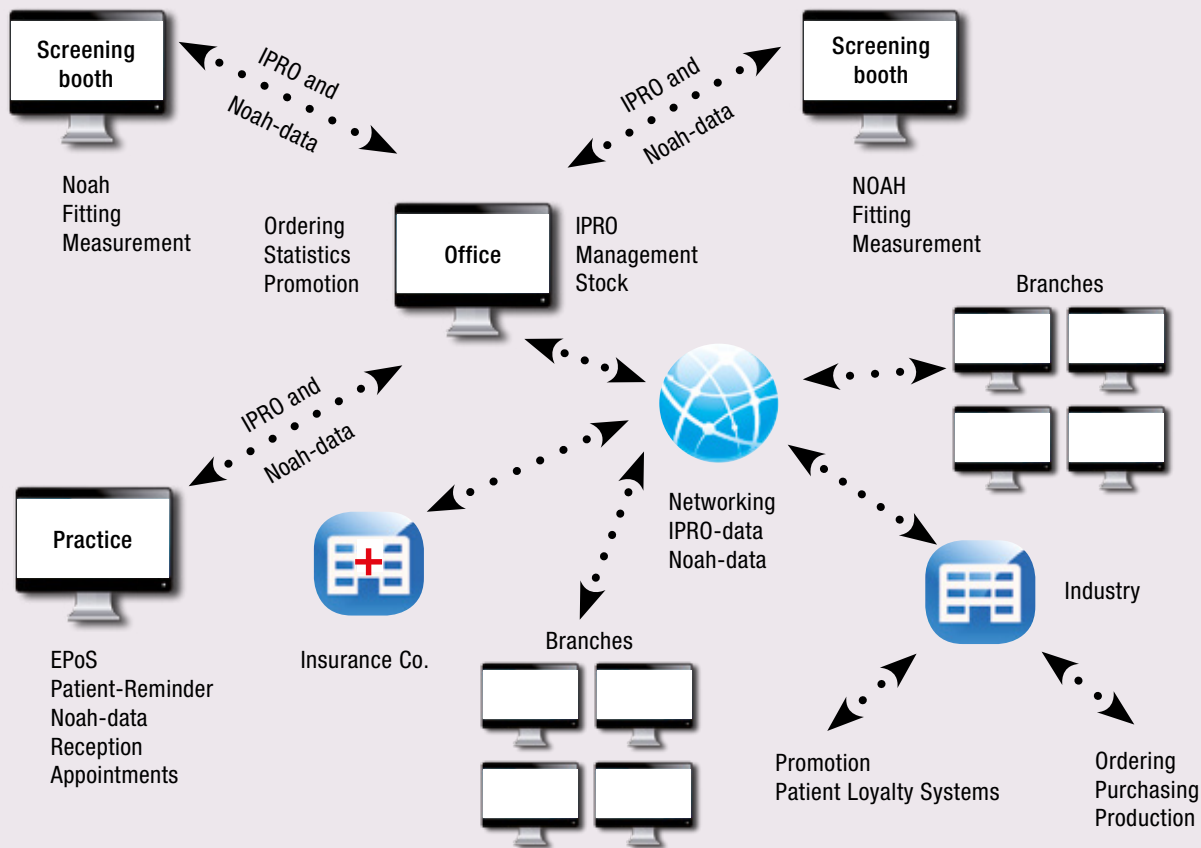 Screening
booth
IPRO and
Noah-data
Noah
Fitting
Measurement
IPRO and
Noah-data
Screening
booth
NOAH
Fitting
Measurement
Ordering
Statistics
Promotion
Office
IPRO
Management
Stock
Branches
IPRO and
Noah-data
Networking
IPRO-data
Noah-data
Practice
EPoS
Patient-Reminder
Noah-data
Reception
Appointments
Insurance Co.
Branches
Industry
Promotion
Patient Loyalty Systems
Ordering
Purchasing
Production